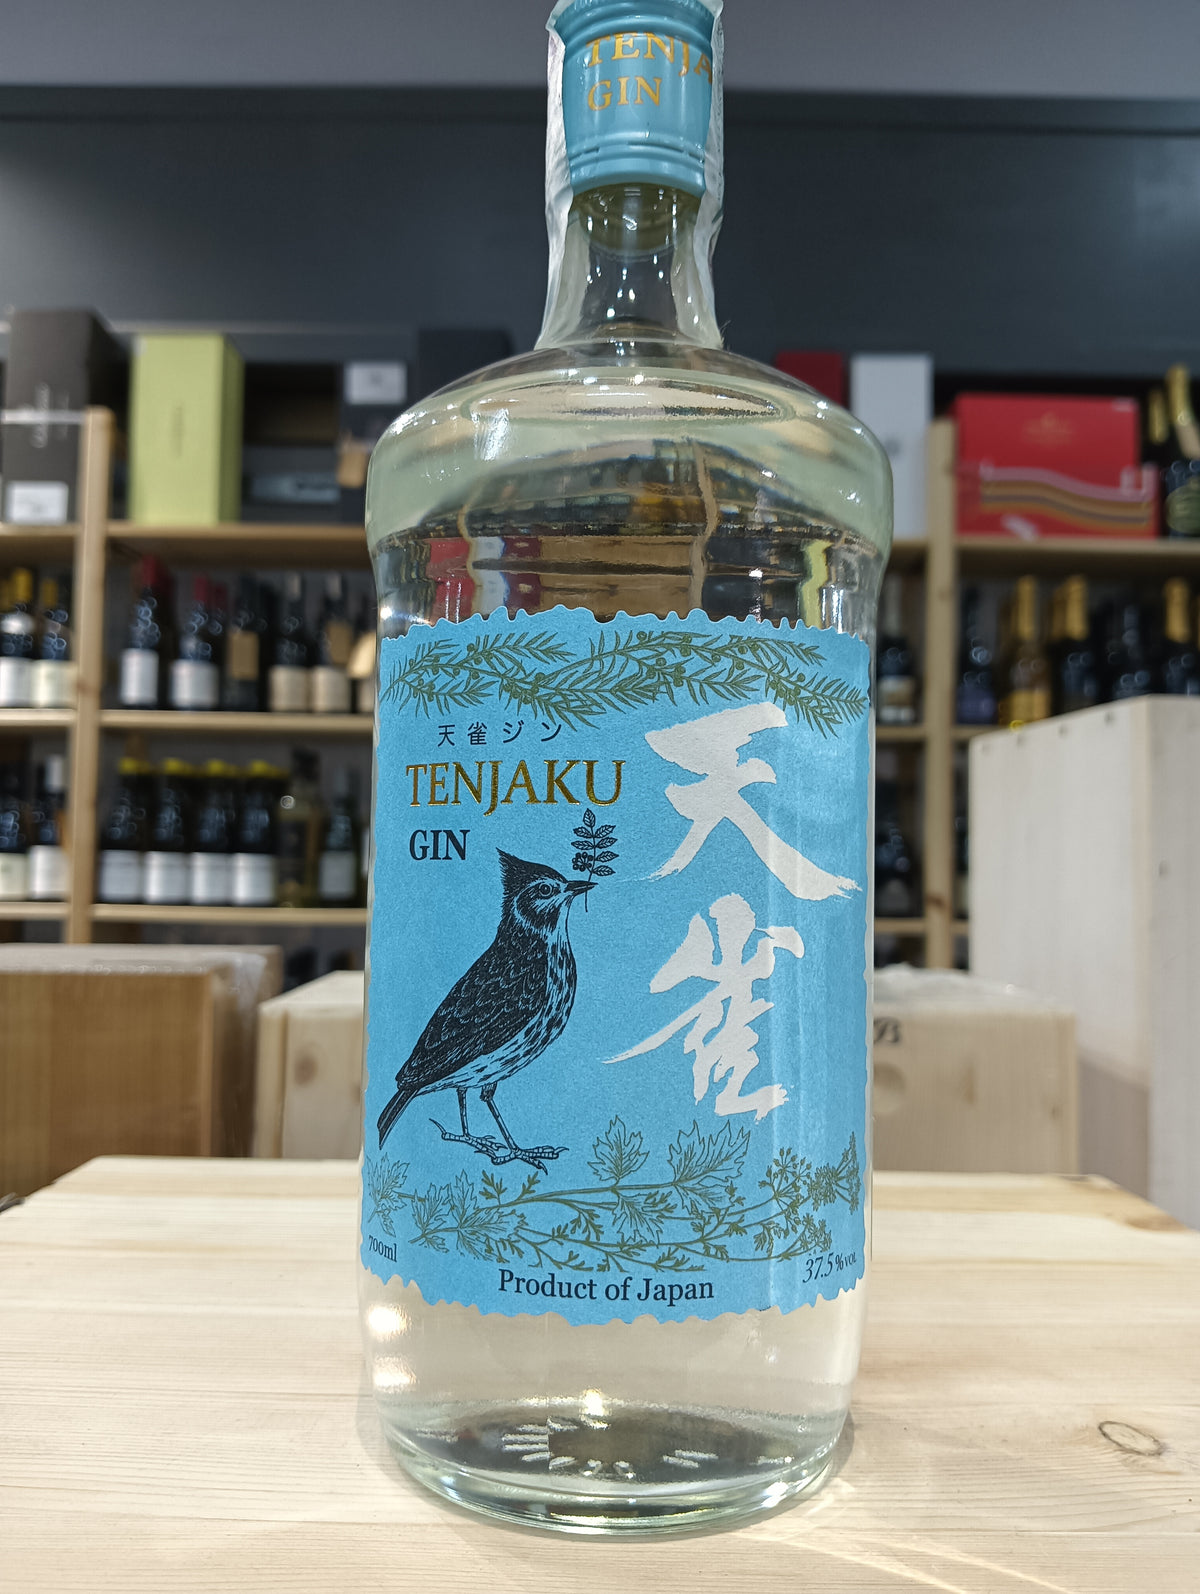 TENJA
GIN
天雀ジン
TENJAKU
GIN
天雀
700ml
Product of Japan
37.5%vol